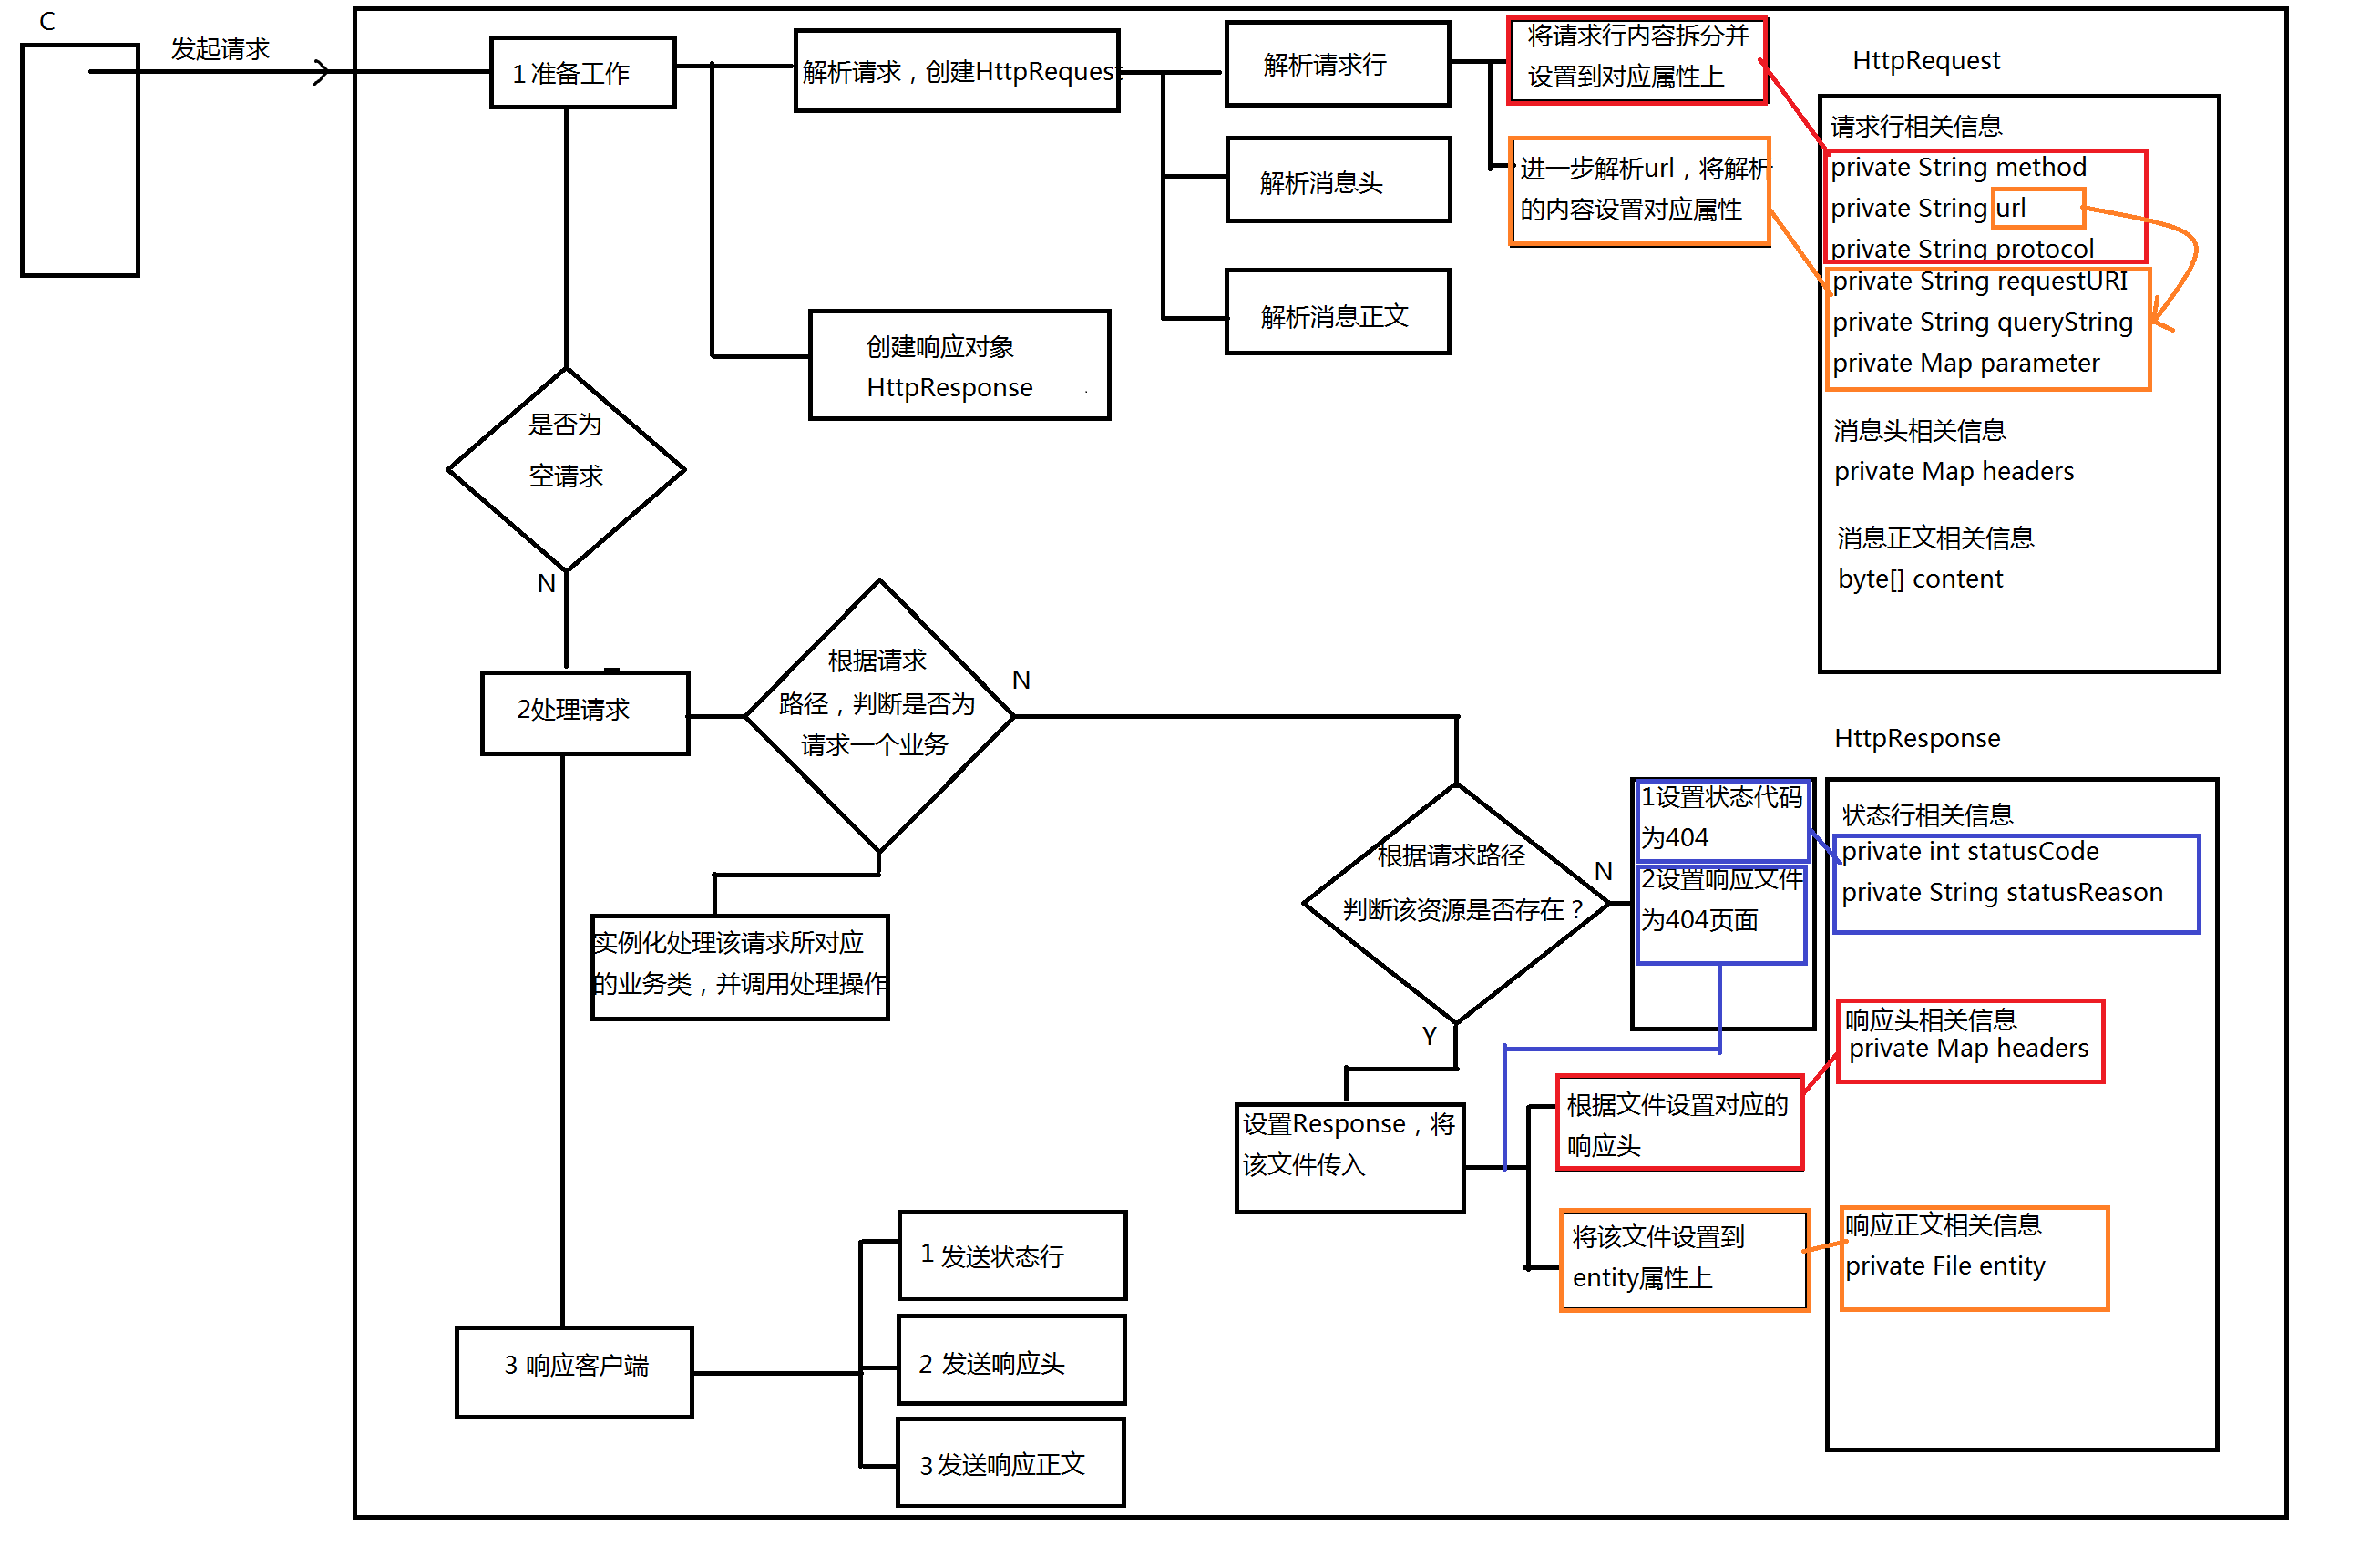 C
发起请求
1准备工作
解析请求，创建HttpRequest
解析请求行
将请求行内容拆分并
设置到对应属性上
解析消息头
进一步解析url，将解析
的内容设置对应属性
解析消息正文
创建响应对象
HttpResponse
HttpRequest
请求行相关信息
private String method
private String url
private String protocol
private String requestURI
private String queryString
private Map parameter
消息头相关信息
private Map headers
消息正文相关信息
byte[] content
是否为
空请求
N
2处理请求
根据请求
路径，判断是否为
请求一个业务
N
实例化处理该请求所对应
的业务类，并调用处理操作
根据请求路径
判断该资源是否存在？
N
Y
1设置状态代码
为404
2设置响应文件
为404页面
设置Response，将
该文件传入
根据文件设置对应的
响应头
将该文件设置到
entity属性上
HttpResponse
状态行相关信息
private int statusCode
private String statusReason
响应头相关信息
private Map headers
响应正文相关信息
private File entity
3 响应客户端
1 发送状态行
2 发送响应头
3发送响应正文